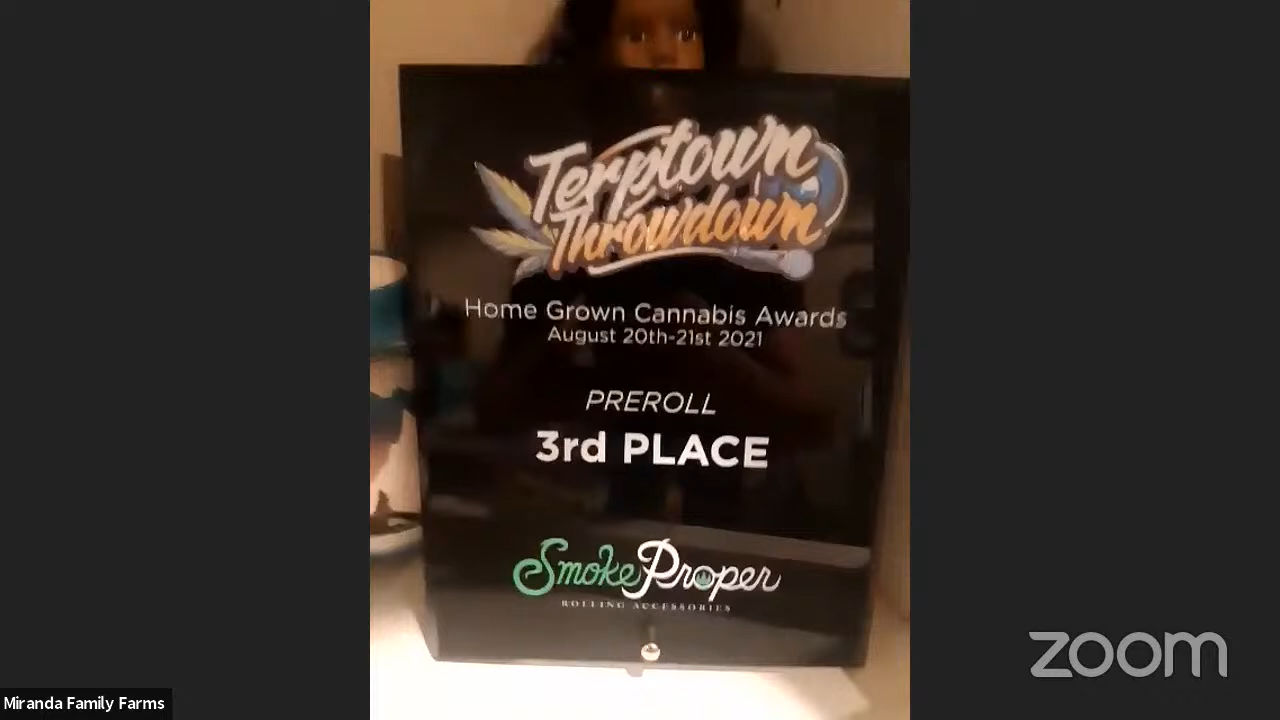 Terptown
Throwdown
Home Grown Cannabis Awards
August 20th-21st 2021
PREROLL
3rd PLACE
SmokeProper
ROLLING ACCESSORIES
zoom
Miranda Family Farms